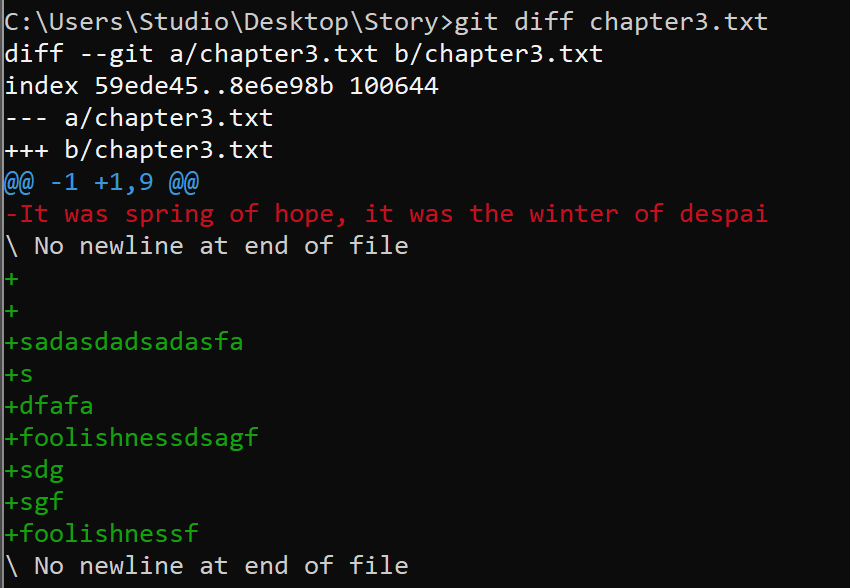 C:\Users\Studio\Desktop\Story>git diff chapter3.txt
diff --git a/chapter3.txt b/chapter3.txt
index 59ede45..8e6e98b 100644
--- a/chapter3.txt
+++ b/chapter3.txt
@@ -1 +1,9 @@
-It was spring of hope, it was the winter of despai
\ No newline at end of file
+
+
+sadasdadsadasfa
+s
+dfafa
+foolishnessdsagf
+sdg
+sgf
+foolishnessf
\ No newline at end of file